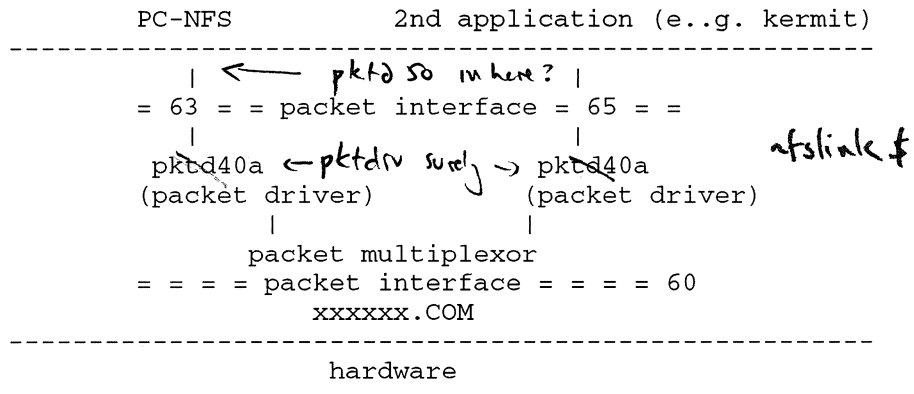 PC-NFS 2nd application (e..g. kermit)
------------------------------------------------------------
| ← pktd so in here? |
= 63 = = packet interface = 65 = =
| |
pktd40a ← pktdrv surely → pktd40a nfslink $
(packet driver) (packet driver)
| |
packet multiplexor
= = = = packet interface = = = = 60
xxxxxx.COM
------------------------------------------------------------
hardware